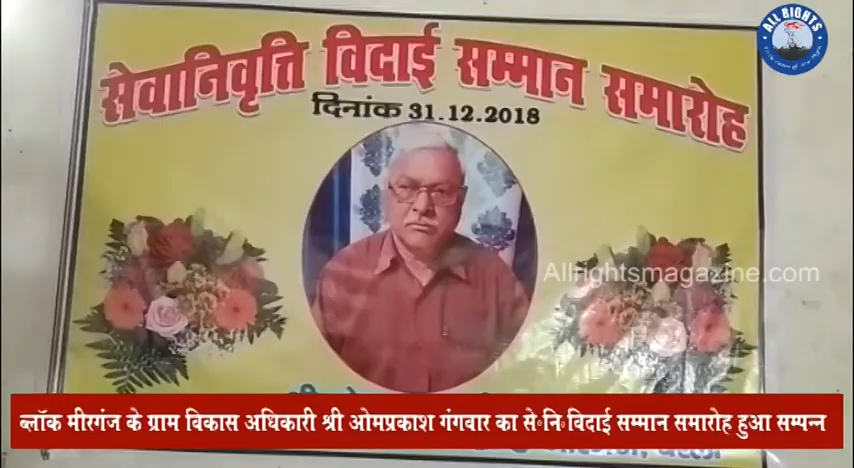 ALL RIGHTS
सेवानिवृत्ति विदाई सम्मान समारोह
दिनांक 31.12.2018
Allrightsmagazine.com
ब्लॉक मीरगंज के ग्राम विकास अधिकारी श्री ओमप्रकाश गंगवार का से॰नि॰विदाई सम्मान समारोह हुआ सम्पन्न